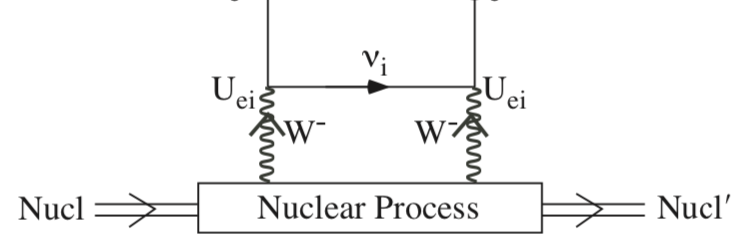 νi
Uei Uei
W- W-
Nucl Nuclear Process Nucl′